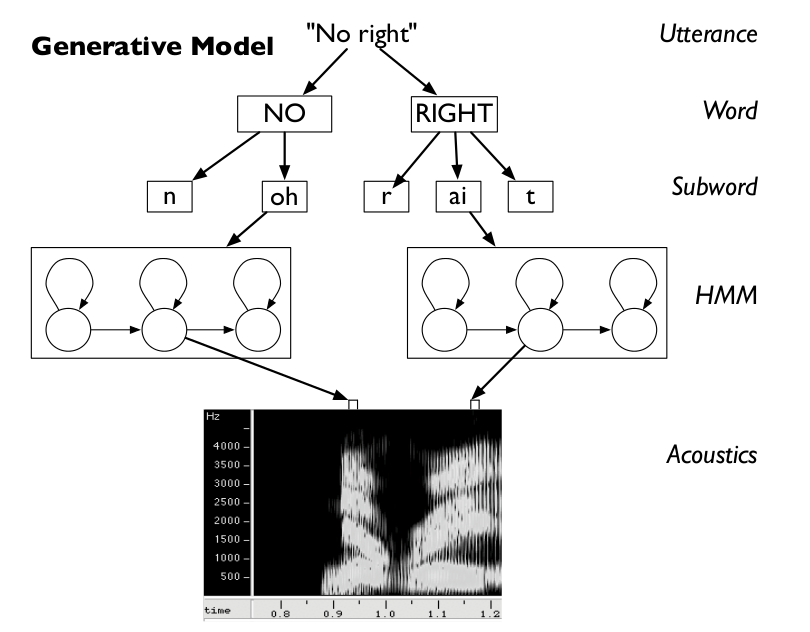 "No right"
Utterance
Generative Model
NO
RIGHT
Word
n
oh
r
ai
t
Subword
HMM
Hz
4000
3500
3000
2500
2000
1500
1000
500
Acoustics
time
0.8
0.9
1.0
1.1
1.2